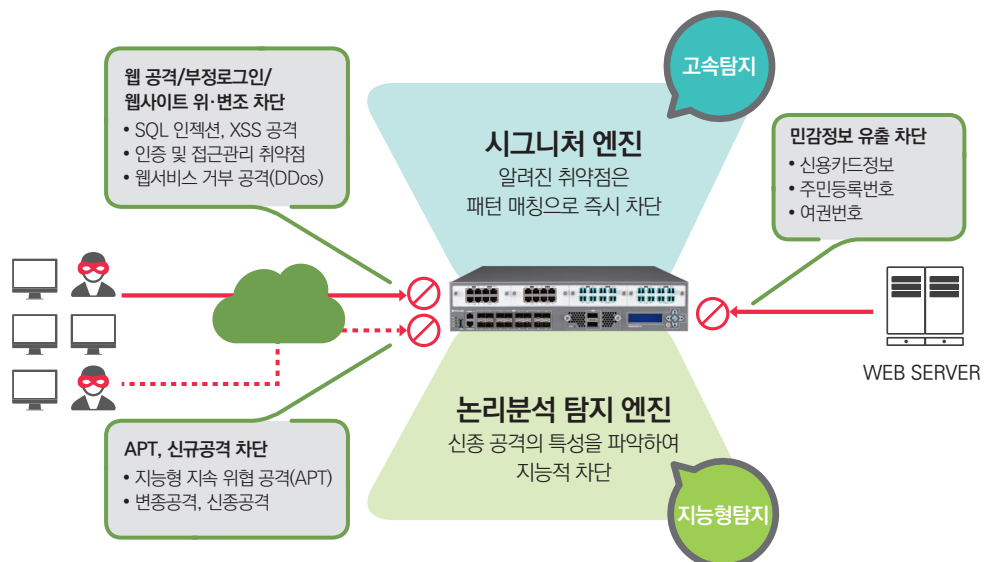 웹 공격/부정로그인/
웹사이트 위·변조 차단
• SQL 인젝션, XSS 공격
• 인증 및 접근관리 취약점
• 웹서비스 거부 공격(DDos)
고속탐지
시그니처 엔진
알려진 취약점은
패턴 매칭으로 즉시 차단
민감정보 유출 차단
• 신용카드정보
• 주민등록번호
• 여권번호
WEB SERVER
논리분석 탐지 엔진
신종 공격의 특성을 파악하여
지능적 차단
지능형탐지
APT, 신규공격 차단
• 지능형 지속 위협 공격(APT)
• 변종공격, 신종공격